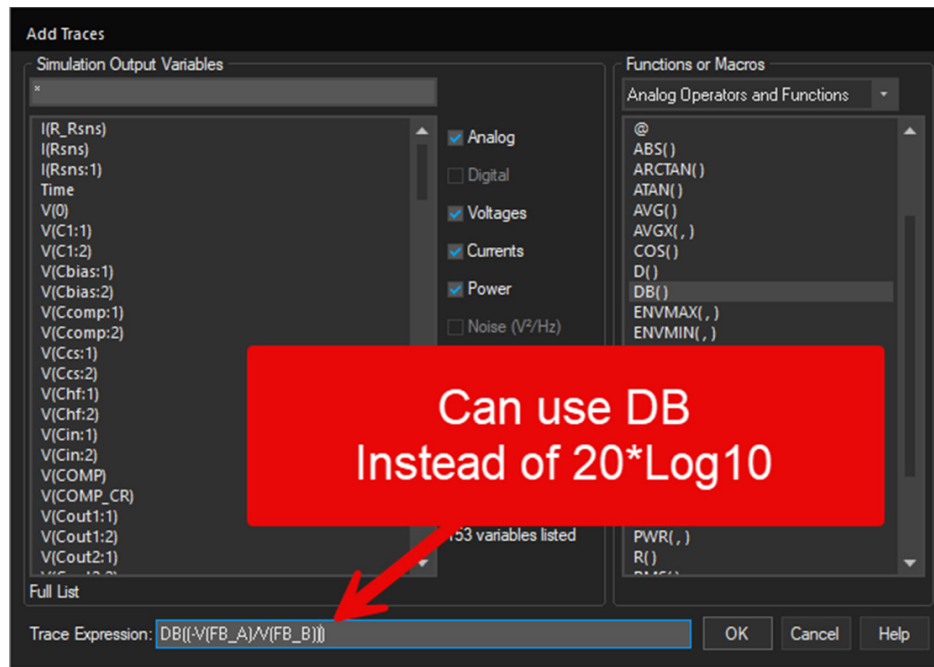 Add Traces
Simulation Output Variables
*
I(R_Rsns)
I(Rsns)
I(Rsns:1)
Time
V(0)
V(C1:1)
V(C1:2)
V(Cbias:1)
V(Cbias:2)
V(Ccomp:1)
V(Ccomp:2)
V(Ccs:1)
V(Ccs:2)
V(Chf:1)
V(Chf:2)
V(Cin:1)
V(Cin:2)
V(COMP)
V(COMP_CR)
V(Cout1:1)
V(Cout1:2)
V(Cout2:1)
Full List
Analog
Digital
Voltages
Currents
Power
Noise (V²/Hz)
variables listed
Functions or Macros
Analog Operators and Functions
@
ABS()
ARCTAN()
ATAN()
AVG()
AVGX(,)
COS()
D()
DB()
ENVMAX(,)
ENVMIN(,)
PWR(,)
R()
Can use DB
Instead of 20*Log10
Trace Expression: DB((-V(FB_A)/V(FB_B)))
OK
Cancel
Help